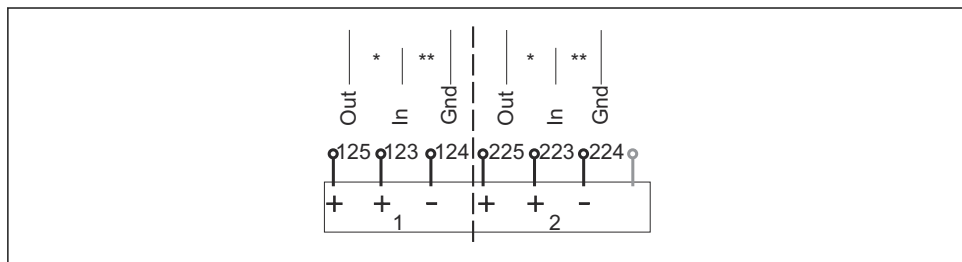 * ** * **
Out In Gnd Out In Gnd
125 123 124 225 223 224
+ + - + + -
1 2